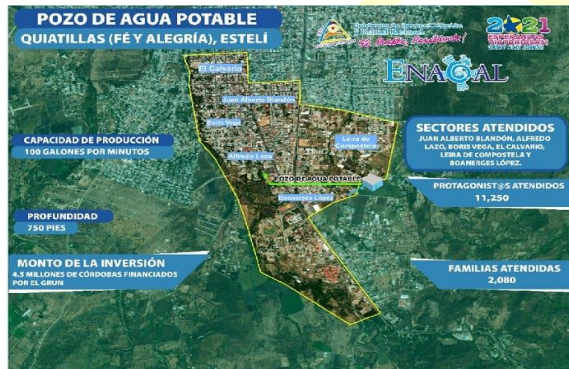 POZO DE AGUA POTABLE
QUIATILLAS (FÉ Y ALEGRÍA), ESTELÍ
2021
ESPERANZAS
VICTORIOSAS!
ENACAL
El Calvario
Juan Alberto Blandón
Boris Vega
Leira de
Compostela
Alfredo Lazo
POZO DE AGUA POTABLE
Boanerges López
CAPACIDAD DE PRODUCCIÓN
100 GALONES POR MINUTOS
PROFUNDIDAD
750 PIES
MONTO DE LA INVERSIÓN
4.5 MILLONES DE CÓRDOBAS FINANCIADOS
POR EL GRUN
SECTORES ATENDIDOS
JUAN ALBERTO BLANDÓN, ALFREDO
LAZO, BORIS VEGA, EL CALVARIO,
LEIRA DE COMPOSTELA Y
BOANERGES LÓPEZ.
PROTAGONIST@S ATENDIDOS
11,250
FAMILIAS ATENDIDAS
2,080